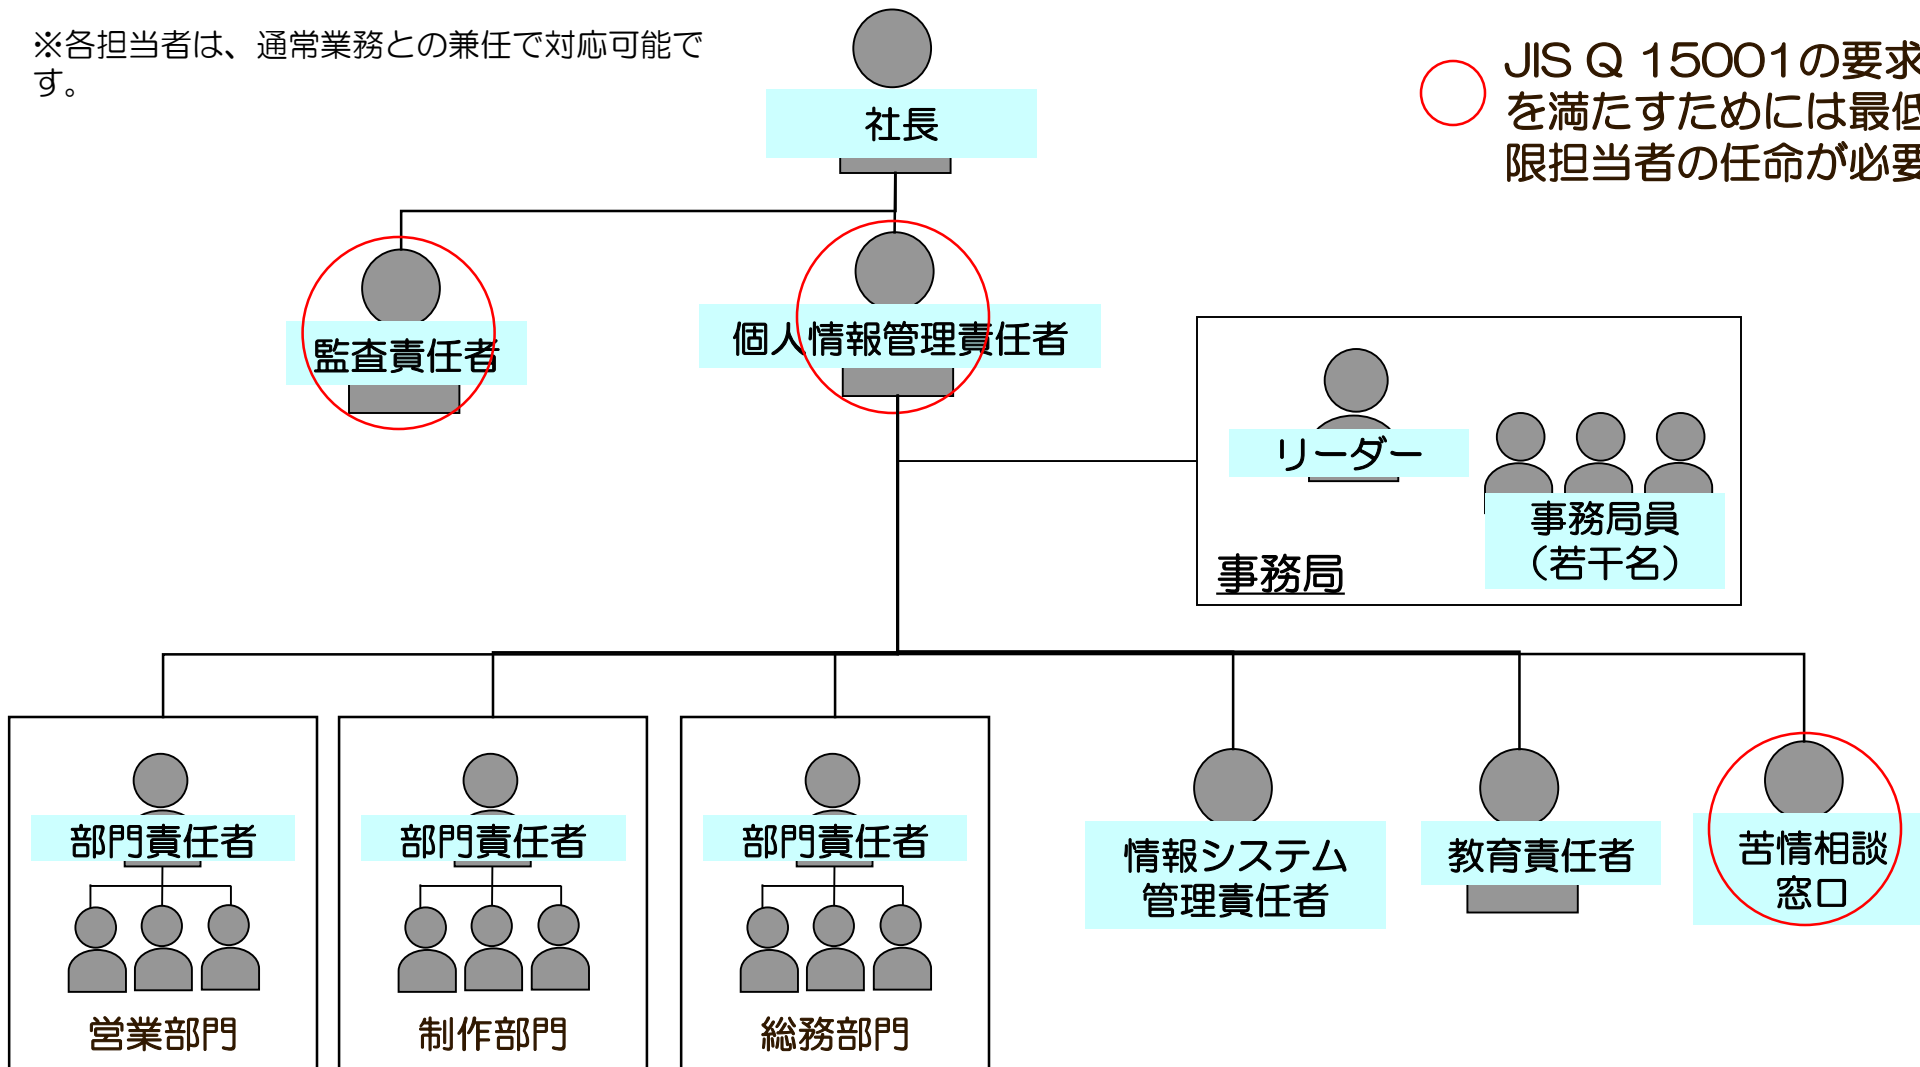 ※各担当者は、通常業務との兼任で対応可能で
す。
社長
JIS Q 15001の要求
を満たすためには最低
限担当者の任命が必要
監査責任者
個人情報管理責任者
リーダー
事務局員
（若干名）
事務局
部門責任者
部門責任者
部門責任者
情報システム
管理責任者
教育責任者
苦情相談
窓口
営業部門
制作部門
総務部門